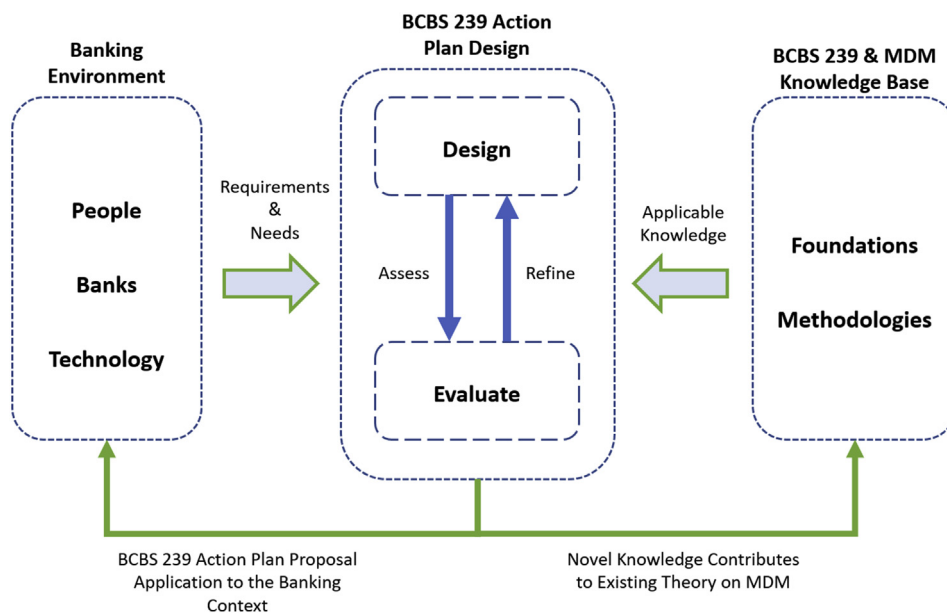 Banking
Environment
People
Banks
Technology
Requirements
&
Needs
BCBS 239 Action
Plan Design
Design
Assess
Refine
Evaluate
Applicable
Knowledge
BCBS 239 & MDM
Knowledge Base
Foundations
Methodologies
BCBS 239 Action Plan Proposal
Application to the Banking
Context
Novel Knowledge Contributes
to Existing Theory on MDM